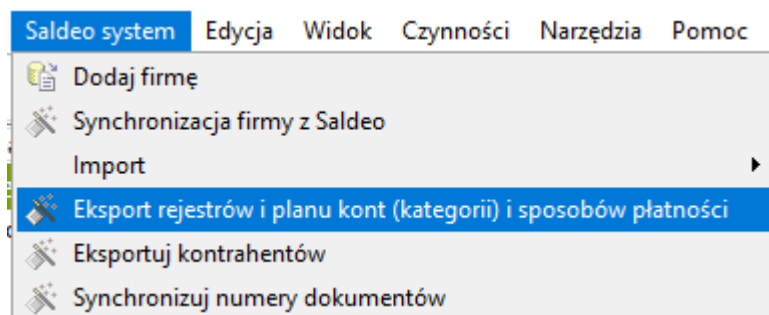 Saldeo system Edycja Widok Czynności Narzędzia Pomoc
Dodaj firmę
Synchronizacja firmy z Saldeo
Import
Eksport rejestrów i planu kont (kategorii) i sposobów płatności
Eksportuj kontrahentów
Synchronizuj numery dokumentów